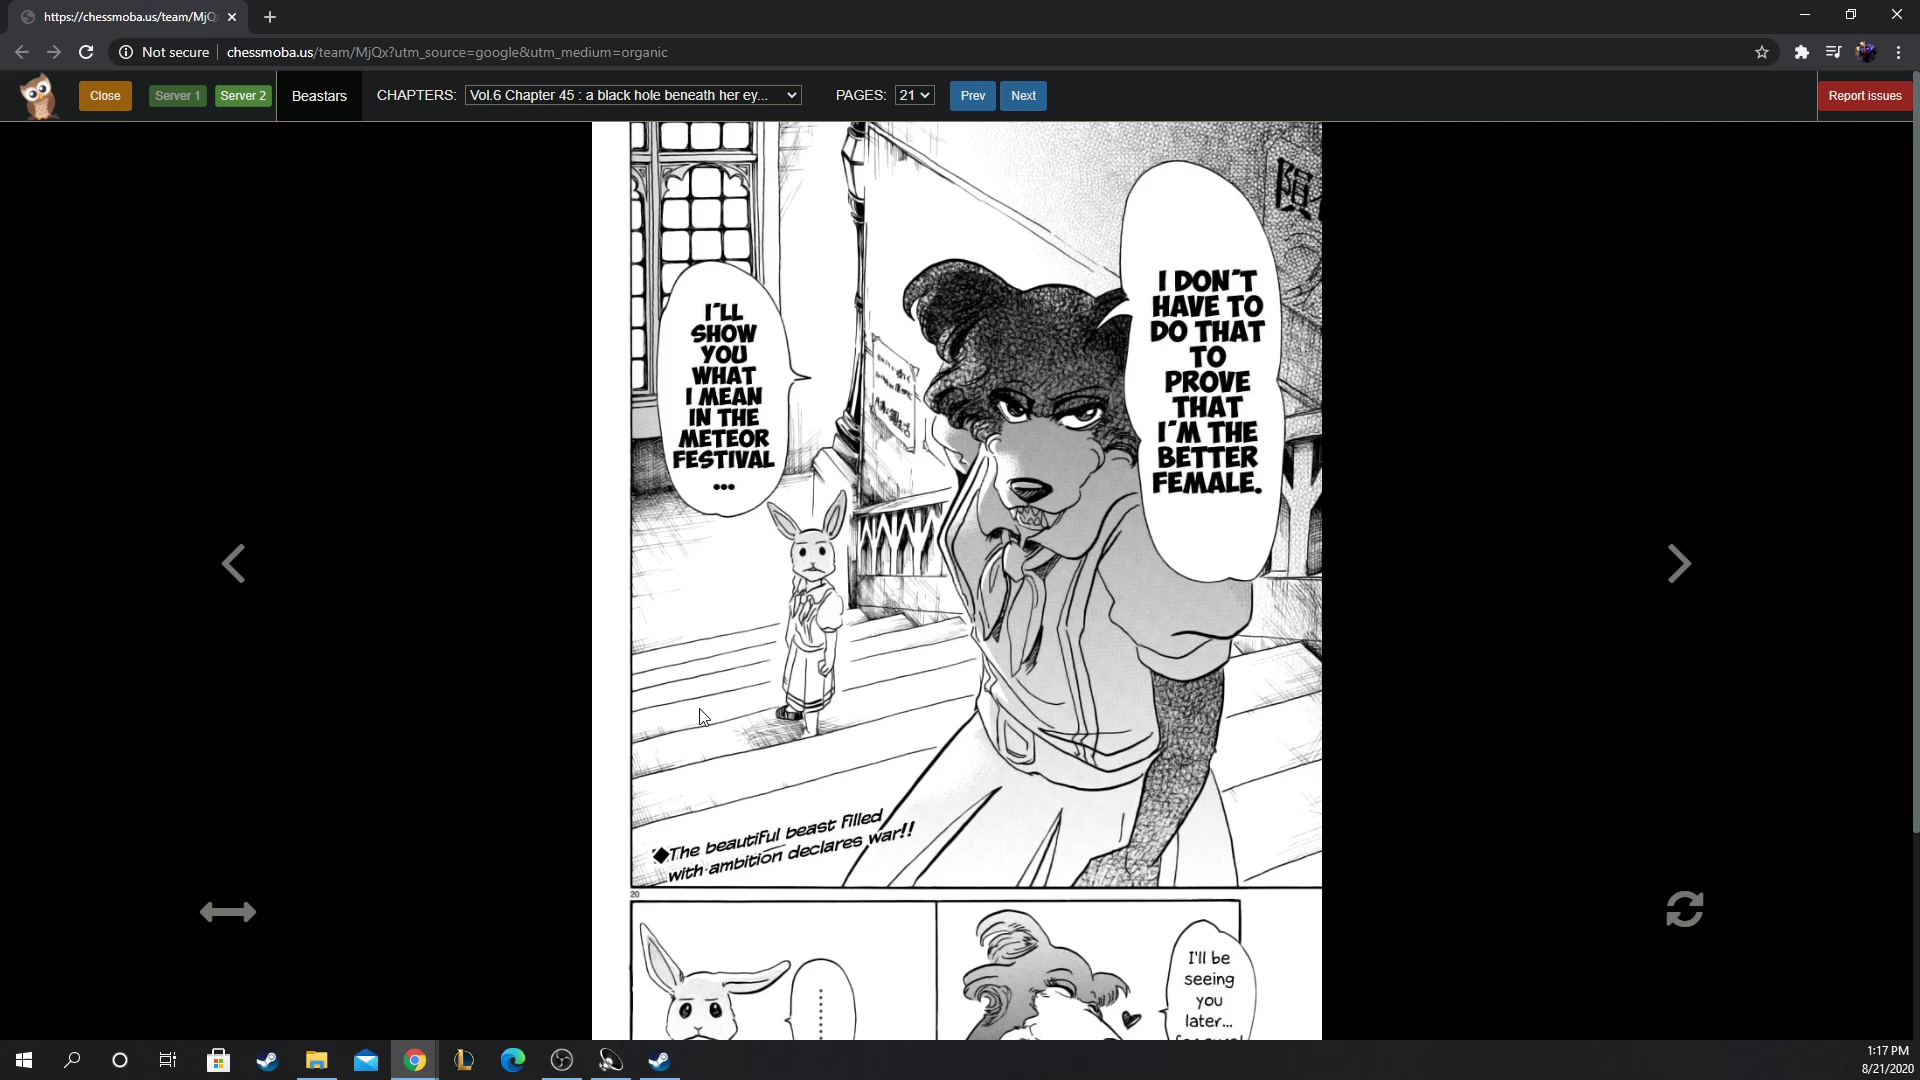 https://chessmoba.us/team/MjQ
Not secure
chessmoba.us/team/MjQx?utm_source=google&utm_medium=organic
Close
Server 1
Server 2
Beastars
CHAPTERS:
Vol.6 Chapter 45 : a black hole beneath her ey...
PAGES:
21
Prev
Next
Report issues
隕
I DON'T
HAVE TO
DO THAT
TO
PROVE
THAT
I'M THE
BETTER
FEMALE.
I'LL
SHOW
YOU
WHAT
I MEAN
IN THE
METEOR
FESTIVAL
...
◆The beautiful beast filled
with ambition declares war!!
20
I'll be
seeing
you
later...
1:17 PM
8/21/2020